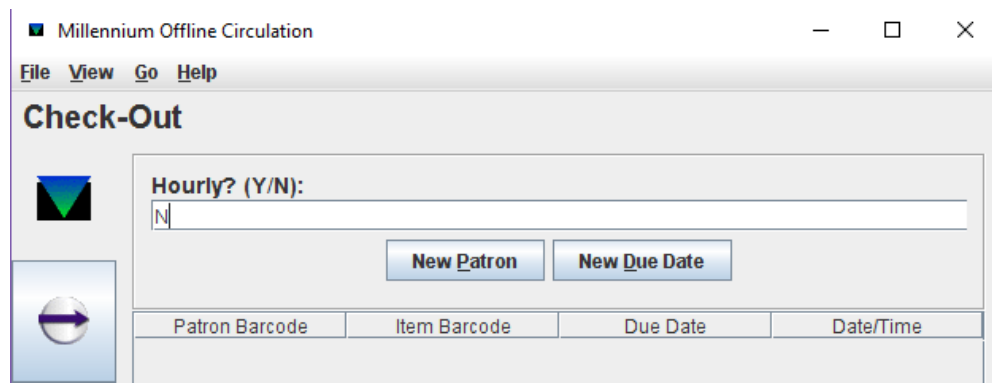 Millennium Offline Circulation
File View Go Help
Check-Out
Hourly? (Y/N):
N
New Patron New Due Date
Patron Barcode Item Barcode Due Date Date/Time